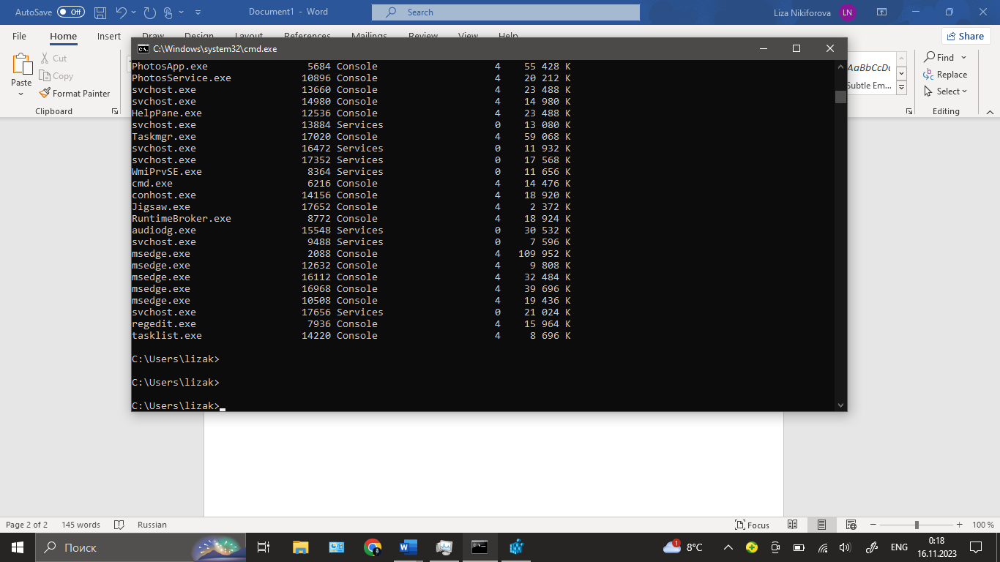 AutoSave Off Document1 - Word Search Liza Nikiforova LN
File Home Insert Draw Design Layout References Mailings Review View Help Share
C:\Windows\system32\cmd.exe
Paste
Cut
Copy
Format Painter
Clipboard
PhotosApp.exe 5684 Console 4 55 428 K
PhotosService.exe 10896 Console 4 20 212 K
svchost.exe 13660 Console 4 23 488 K
svchost.exe 14980 Console 4 14 980 K
HelpPane.exe 12536 Console 4 23 488 K
svchost.exe 13884 Services 0 13 080 K
Taskmgr.exe 17020 Console 4 59 068 K
svchost.exe 16472 Services 0 11 932 K
svchost.exe 17352 Services 0 17 568 K
WmiPrvSE.exe 8364 Services 0 11 656 K
cmd.exe 6216 Console 4 14 476 K
conhost.exe 14156 Console 4 18 920 K
Jigsaw.exe 17652 Console 4 2 372 K
RuntimeBroker.exe 8772 Console 4 18 924 K
audiodg.exe 15548 Services 0 30 532 K
svchost.exe 9488 Services 0 7 596 K
msedge.exe 2088 Console 4 109 952 K
msedge.exe 12632 Console 4 9 808 K
msedge.exe 16112 Console 4 32 484 K
msedge.exe 16968 Console 4 39 696 K
msedge.exe 10508 Console 4 19 436 K
svchost.exe 17656 Services 0 21 024 K
regedit.exe 7936 Console 4 15 964 K
tasklist.exe 14220 Console 4 8 696 K
C:\Users\lizak>
C:\Users\lizak>
C:\Users\lizak>
Subtle Em...
Find
Replace
Select
Editing
Page 2 of 2 145 words Russian Focus 100 %
Поиск 1 8°C ENG 0:18
16.11.2023